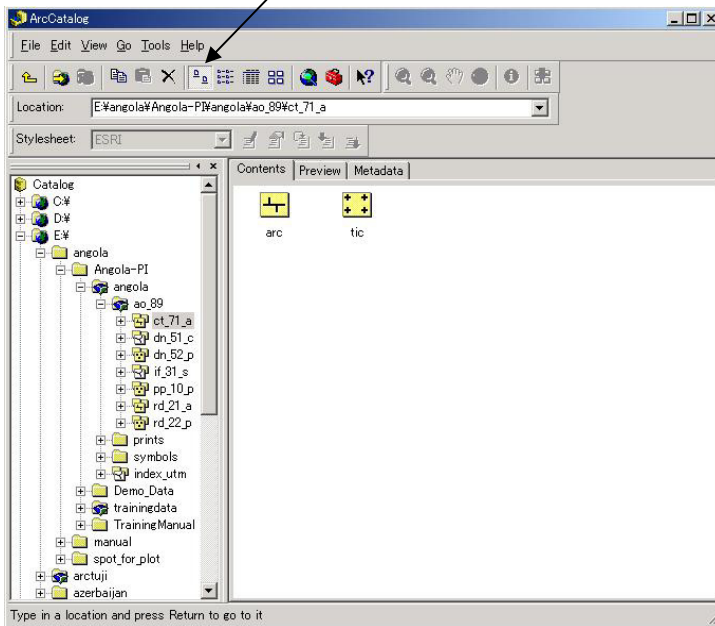 ArcCatalog
File Edit View Go Tools Help
Location: E:¥angola¥Angola-PI¥angola¥ao_89¥ct_71_a
Stylesheet: ESRI
Contents Preview Metadata
Catalog
C:¥
D:¥
E:¥
angola
Angola-PI
angola
ao_89
ct_71_a
dn_51_c
dn_52_p
if_31_s
pp_10_p
rd_21_a
rd_22_p
prints
symbols
index_utm
Demo_Data
trainingdata
TrainingManual
manual
spot_for_plot
arctuji
azerbaijan
arc tic
Type in a location and press Return to go to it